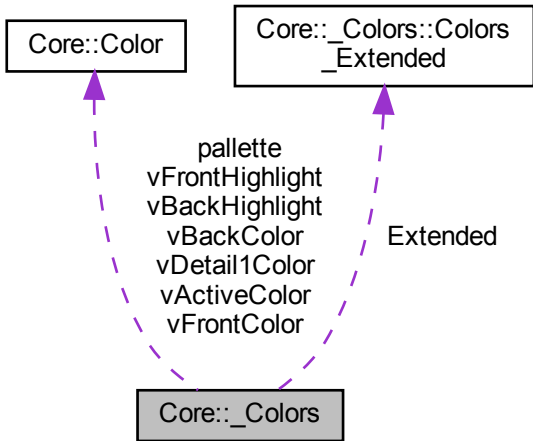 Core::Color
Core::_Colors::Colors
_Extended
pallette
vFrontHighlight
vBackHighlight
vBackColor
vDetail1Color
vActiveColor
vFrontColor
Extended
Core::_Colors